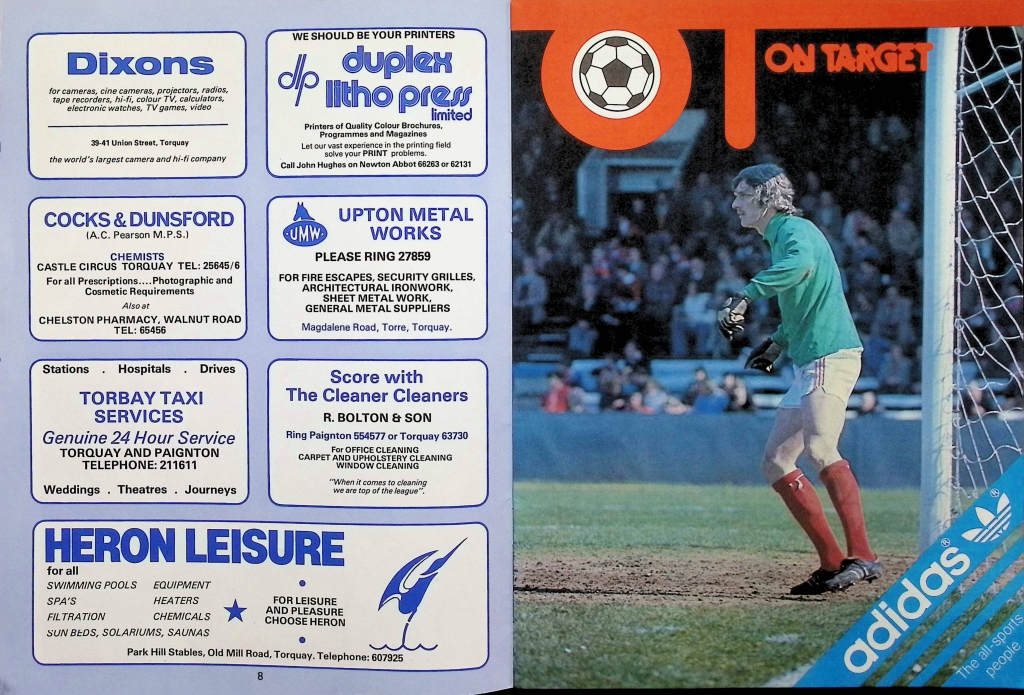 Dixons
for cameras, cine cameras, projectors, radios,
tape recorders, hi-fi, colour TV, calculators,
electronic watches, TV games, video
39-41 Union Street, Torquay
the world's largest camera and hi-fi company
WE SHOULD BE YOUR PRINTERS
dlp
duplex
litho press
limited
Printers of Quality Colour Brochures,
Programmes and Magazines
Let our vast experience in the printing field
solve your PRINT problems.
Call John Hughes on Newton Abbot 66263 or 62131
COCKS & DUNSFORD
(A.C. Pearson M.P.S.)
CHEMISTS
CASTLE CIRCUS TORQUAY TEL: 25645/6
For all Prescriptions....Photographic and
Cosmetic Requirements
Also at
CHELSTON PHARMACY, WALNUT ROAD
TEL: 65456
UMW
UPTON METAL
WORKS
PLEASE RING 27859
FOR FIRE ESCAPES, SECURITY GRILLES,
ARCHITECTURAL IRONWORK,
SHEET METAL WORK,
GENERAL METAL SUPPLIERS
Magdalene Road, Torre, Torquay.
Stations . Hospitals . Drives
TORBAY TAXI
SERVICES
Genuine 24 Hour Service
TORQUAY AND PAIGNTON
TELEPHONE: 211611
Weddings . Theatres . Journeys
Score with
The Cleaner Cleaners
R. BOLTON & SON
Ring Paignton 554577 or Torquay 63730
For OFFICE CLEANING
CARPET AND UPHOLSTERY CLEANING
WINDOW CLEANING
"When it comes to cleaning
we are top of the league".
HERON LEISURE
for all
SWIMMING POOLS EQUIPMENT
SPA'S HEATERS
FILTRATION CHEMICALS
SUN BEDS, SOLARIUMS, SAUNAS
FOR LEISURE
AND PLEASURE
CHOOSE HERON
Park Hill Stables, Old Mill Road, Torquay. Telephone: 607925
8
OT
ON TARGET
adidas®
®
The all-sports
people